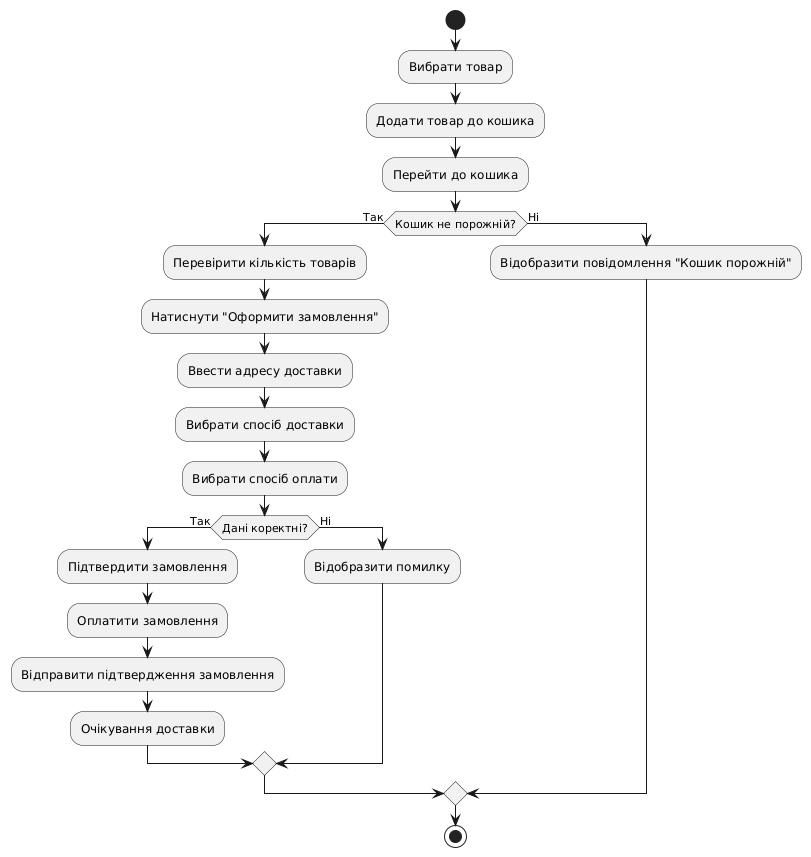 Вибрати товар
Додати товар до кошика
Перейти до кошика
Так
Кошик не порожній?
Ні
Перевірити кількість товарів
Відобразити повідомлення "Кошик порожній"
Натиснути "Оформити замовлення"
Ввести адресу доставки
Вибрати спосіб доставки
Вибрати спосіб оплати
Так
Дані коректні?
Ні
Підтвердити замовлення
Відобразити помилку
Оплатити замовлення
Відправити підтвердження замовлення
Очікування доставки